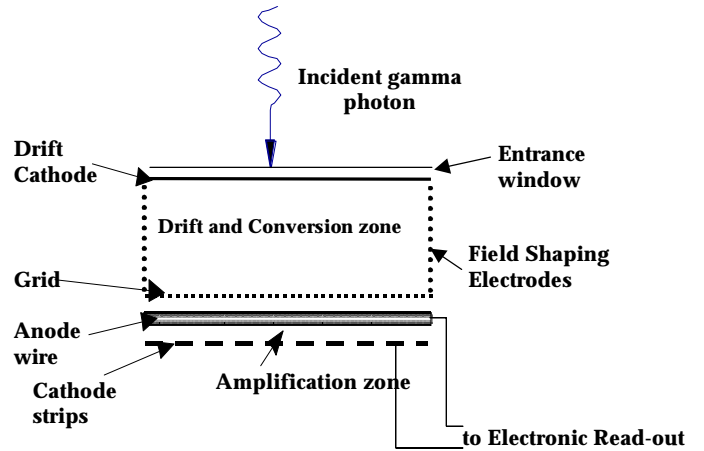 Incident gamma
photon
Drift
Cathode
Entrance
window
Drift and Conversion zone
Field Shaping
Electrodes
Grid
Anode
wire
Cathode
strips
Amplification zone
to Electronic Read-out